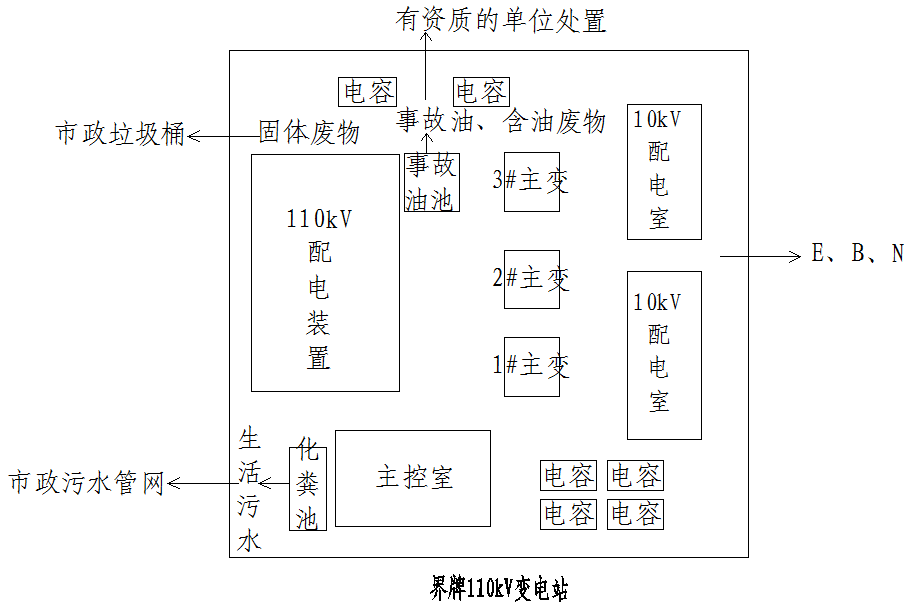 有资质的单位处置
电容
电容
市政垃圾桶
固体废物
事故油、含油废物
10kV
配
电
室
事故
油池
3#主变
110kV
配
电
装
置
E、B、N
2#主变
10kV
配
电
室
1#主变
生
活
污
水
化
粪
池
主控室
市政污水管网
电容
电容
电容
电容
界牌110kV变电站